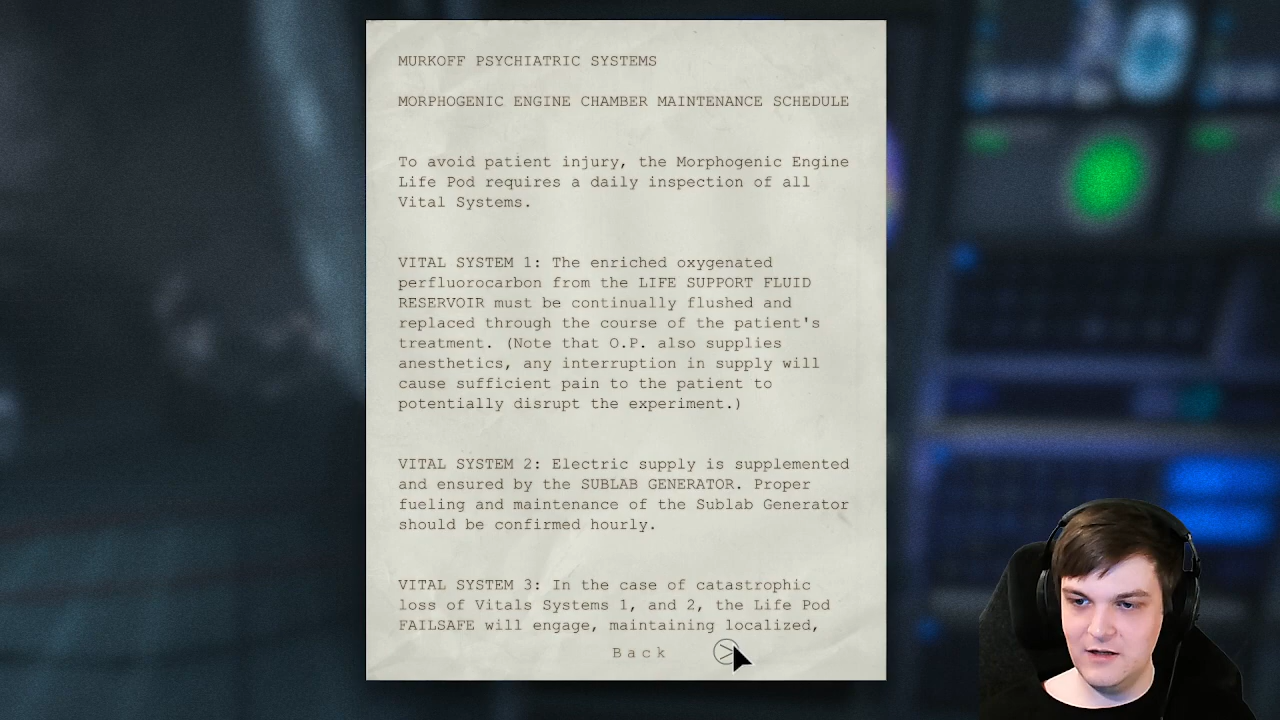 MURKOFF PSYCHIATRIC SYSTEMS
MORPHOGENIC ENGINE CHAMBER MAINTENANCE SCHEDULE
To avoid patient injury, the Morphogenic Engine
Life Pod requires a daily inspection of all
Vital Systems.
VITAL SYSTEM 1: The enriched oxygenated
perfluorocarbon from the LIFE SUPPORT FLUID
RESERVOIR must be continually flushed and
replaced through the course of the patient's
treatment. (Note that O.P. also supplies
anesthetics, any interruption in supply will
cause sufficient pain to the patient to
potentially disrupt the experiment.)
VITAL SYSTEM 2: Electric supply is supplemented
and ensured by the SUBLAB GENERATOR. Proper
fueling and maintenance of the Sublab Generator
should be confirmed hourly.
VITAL SYSTEM 3: In the case of catastrophic
loss of Vitals Systems 1, and 2, the Life Pod
FAILSAFE will engage, maintaining localized,
Back >